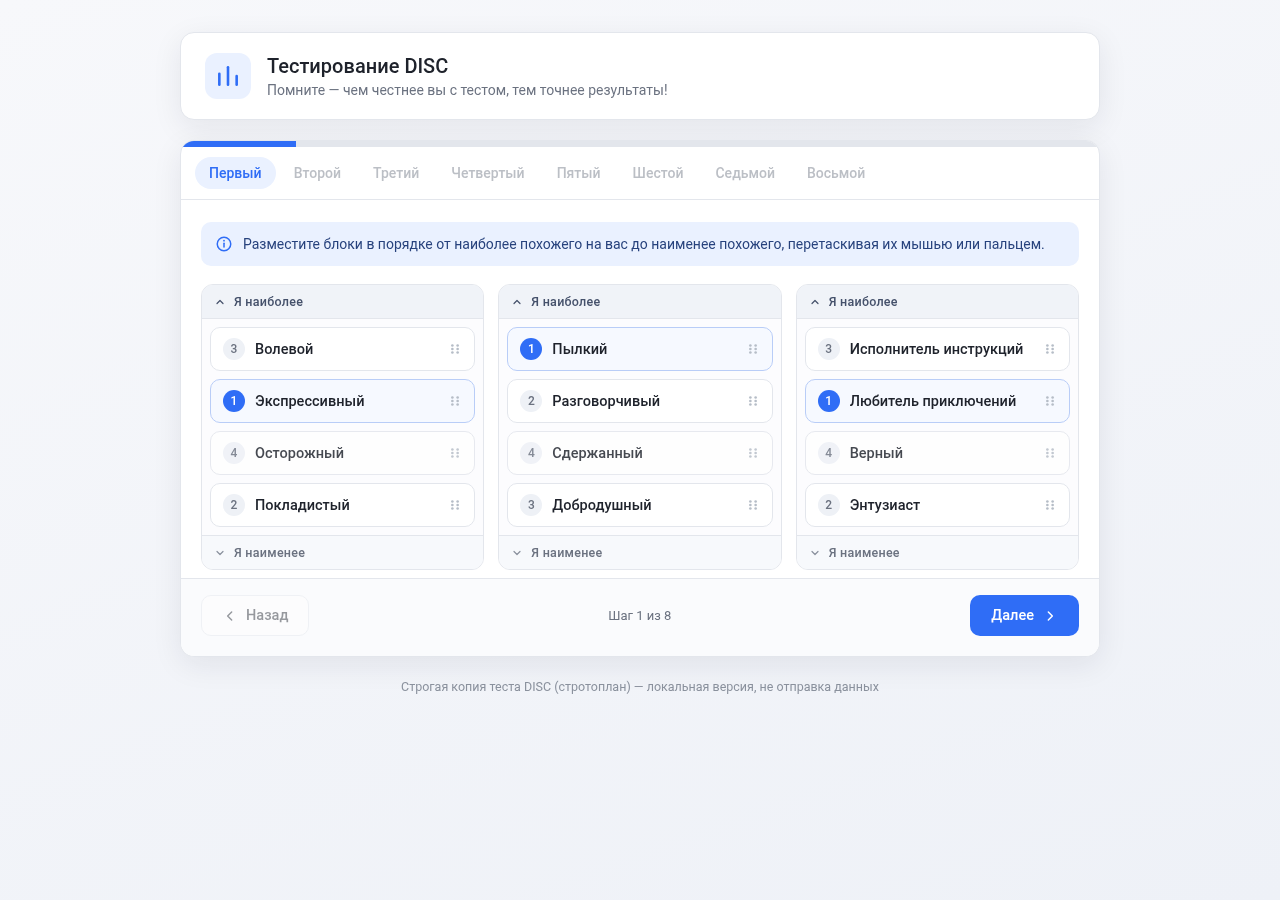 Тестирование DISC
Помните — чем честнее вы с тестом, тем точнее результаты!
Первый Второй Третий Четвертый Пятый Шестой Седьмой Восьмой
Разместите блоки в порядке от наиболее похожего на вас до наименее похожего, перетаскивая их мышью или пальцем.
Я наиболее
3 Волевой
1 Экспрессивный
4 Осторожный
2 Покладистый
Я наименее
Я наиболее
1 Пылкий
2 Разговорчивый
4 Сдержанный
3 Добродушный
Я наименее
Я наиболее
3 Исполнитель инструкций
1 Любитель приключений
4 Верный
2 Энтузиаст
Я наименее
Назад
Шаг 1 из 8
Далее
Строгая копия теста DISC (стротоплан) — локальная версия, не отправка данных